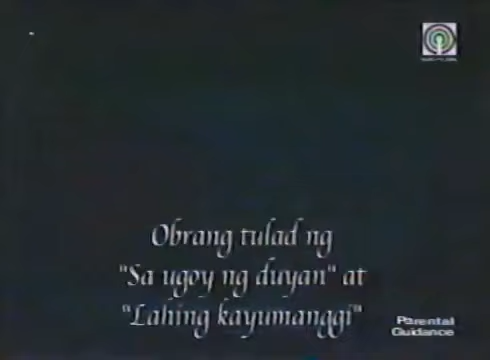 Obrang tulad ng
"Sa ugoy ng duyan" at
"Lahing kayumanggi"
Parental
Guidance